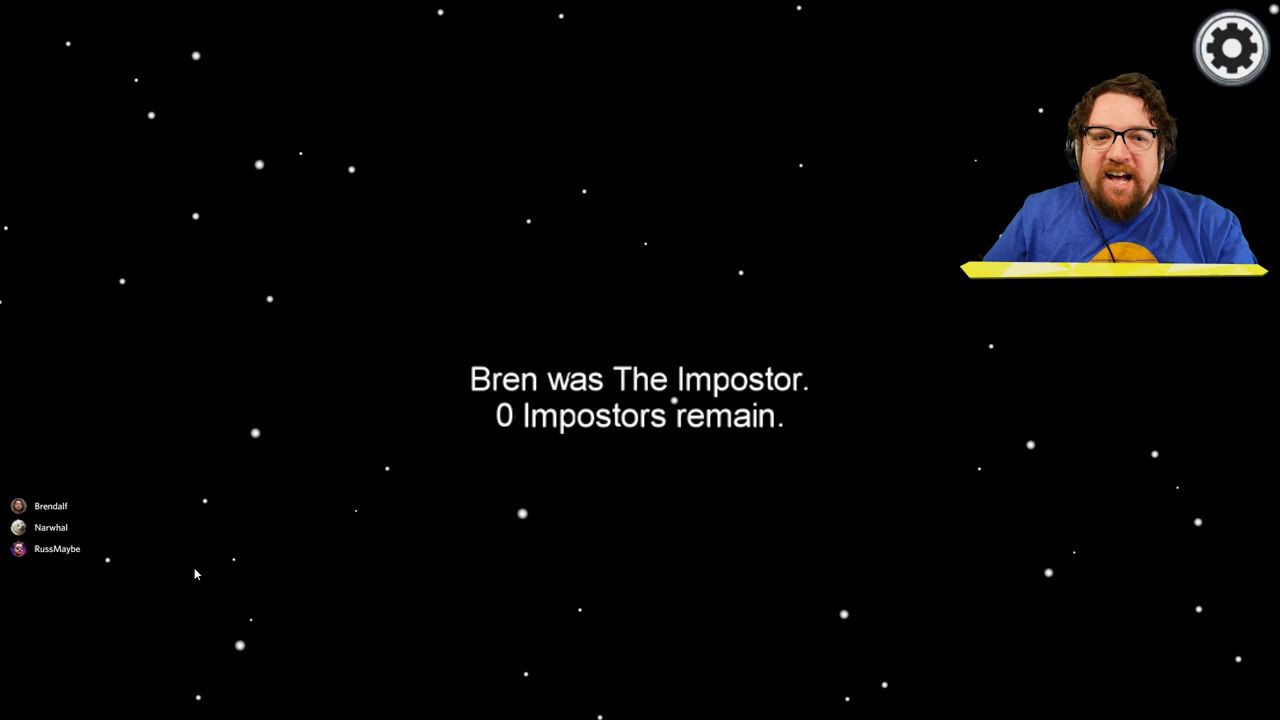 Bren was The Impostor.
0 Impostors remain.
Brendalf
Narwhal
RussMaybe